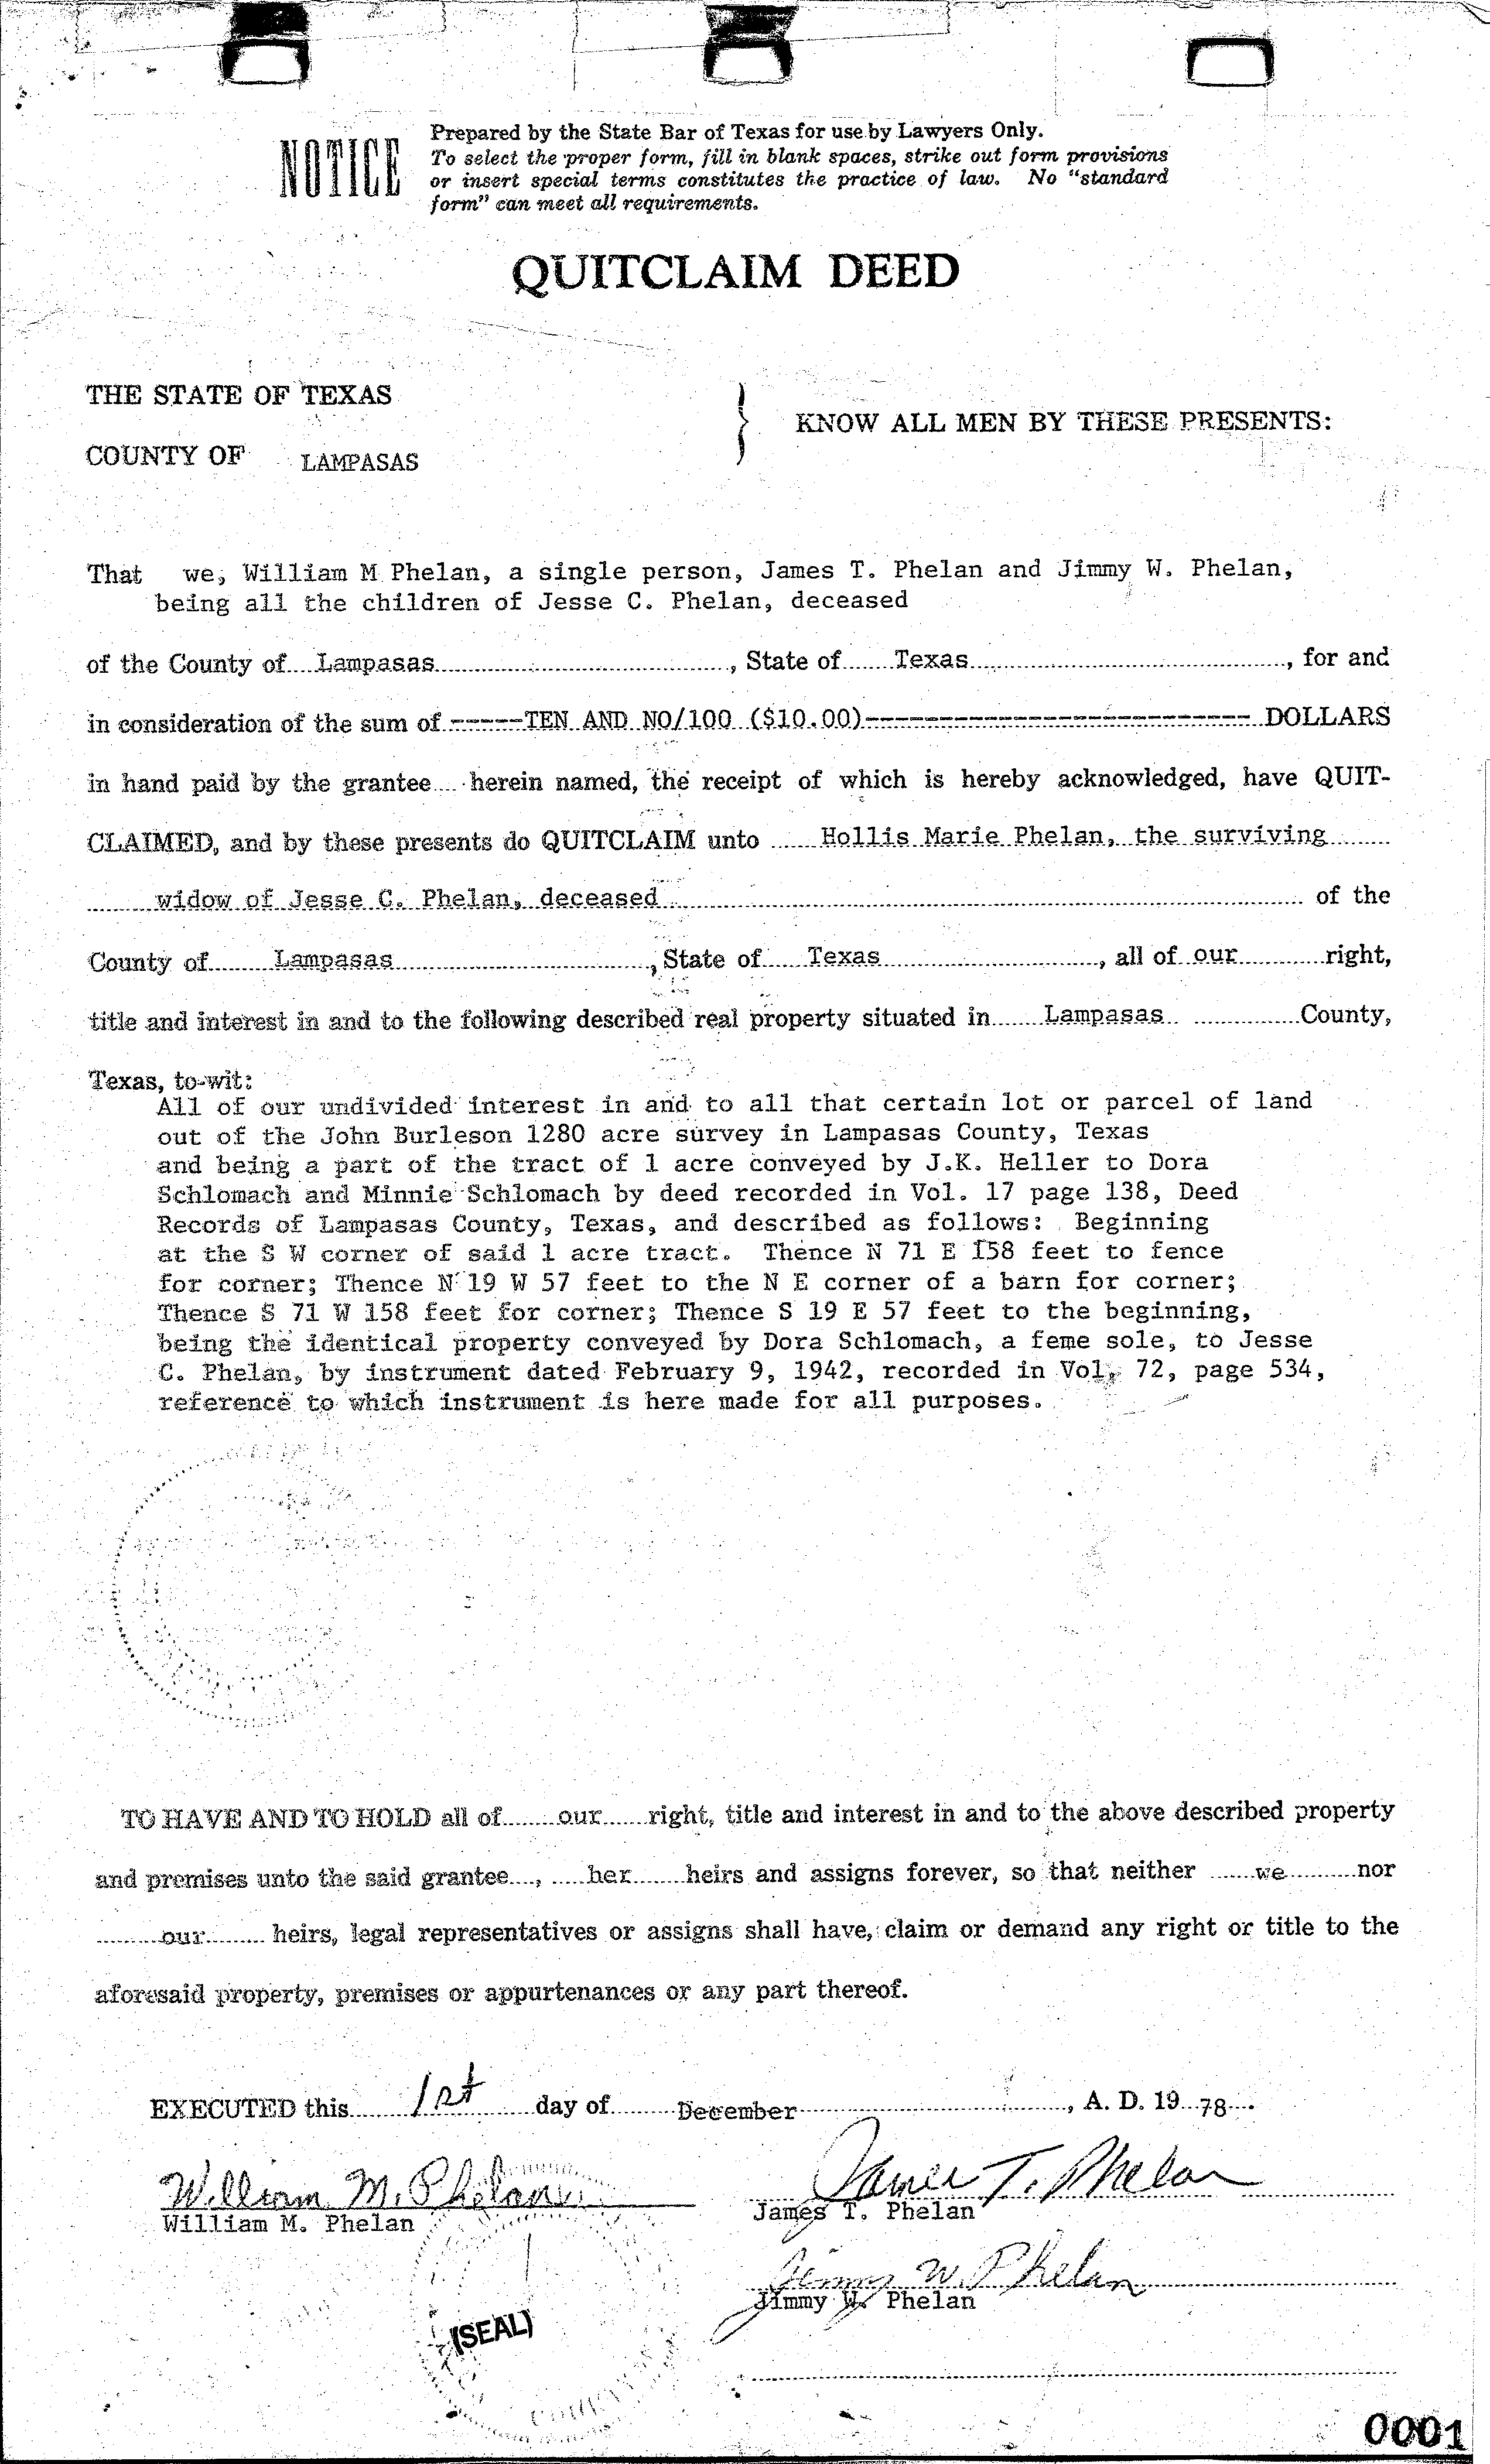 NOTICE
Prepared by the State Bar of Texas for use by Lawyers Only.
To select the proper form, fill in blank spaces, strike out form provisions
or insert special terms constitutes the practice of law. No "standard
form" can meet all requirements.
QUITCLAIM DEED
THE STATE OF TEXAS
COUNTY OF LAMPASAS
KNOW ALL MEN BY THESE PRESENTS:
That we, William M Phelan, a single person, James T. Phelan and Jimmy W. Phelan,
being all the children of Jesse C. Phelan, deceased
of the County of Lampasas, State of Texas, for and
in consideration of the sum of -----TEN AND NO/100 ($10.00)-------------------------- DOLLARS
in hand paid by the grantee herein named, the receipt of which is hereby acknowledged, have QUIT-
CLAIMED, and by these presents do QUITCLAIM unto Hollis Marie Phelan, the surviving
widow of Jesse C. Phelan, deceased of the
County of Lampasas, State of Texas, all of our right,
title and interest in and to the following described real property situated in Lampasas County,
Texas, to-wit:
All of our undivided interest in and to all that certain lot or parcel of land
out of the John Burleson 1280 acre survey in Lampasas County, Texas
and being a part of the tract of 1 acre conveyed by J.K. Heller to Dora
Schlomach and Minnie Schlomach by deed recorded in Vol. 17 page 138, Deed
Records of Lampasas County, Texas, and described as follows: Beginning
at the S W corner of said 1 acre tract. Thence N 71 E 158 feet to fence
for corner; Thence N 19 W 57 feet to the N E corner of a barn for corner;
Thence S 71 W 158 feet for corner; Thence S 19 E 57 feet to the beginning,
being the identical property conveyed by Dora Schlomach, a feme sole, to Jesse
C. Phelan, by instrument dated February 9, 1942, recorded in Vol. 72, page 534,
reference to which instrument is here made for all purposes.
TO HAVE AND TO HOLD all of our right, title and interest in and to the above described property
and premises unto the said grantee, her heirs and assigns forever, so that neither we nor
our heirs, legal representatives or assigns shall have, claim or demand any right or title to the
aforesaid property, premises or appurtenances or any part thereof.
EXECUTED this 1st day of December, A. D. 19 78.
William M. Phelan James T. Phelan
William M. Phelan James T. Phelan
Jimmy W. Phelan
Jimmy W. Phelan
(SEAL)
0001